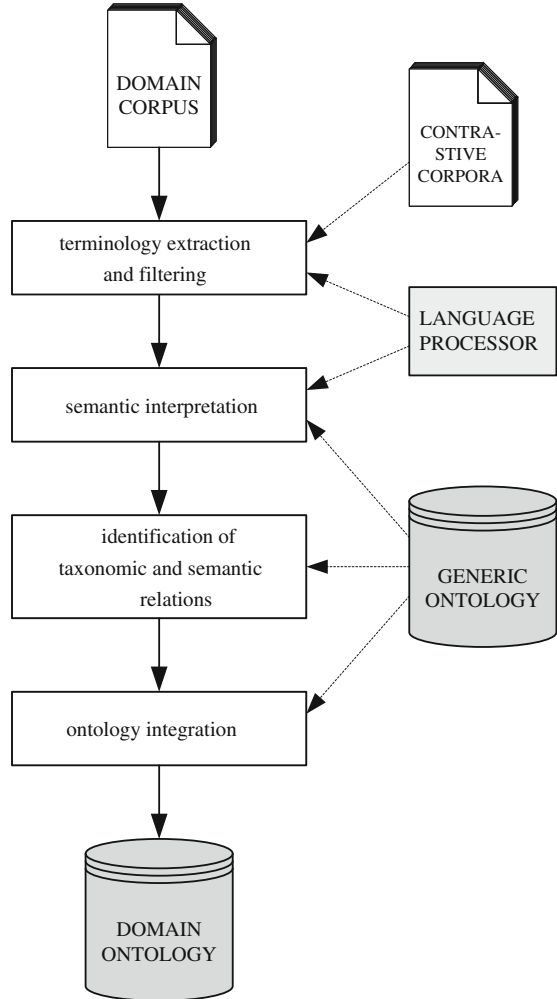 DOMAIN
CORPUS
CONTRA-
STIVE
CORPORA
terminology extraction
and filtering
LANGUAGE
PROCESSOR
semantic interpretation
identification of
taxonomic and semantic
relations
GENERIC
ONTOLOGY
ontology integration
DOMAIN
ONTOLOGY